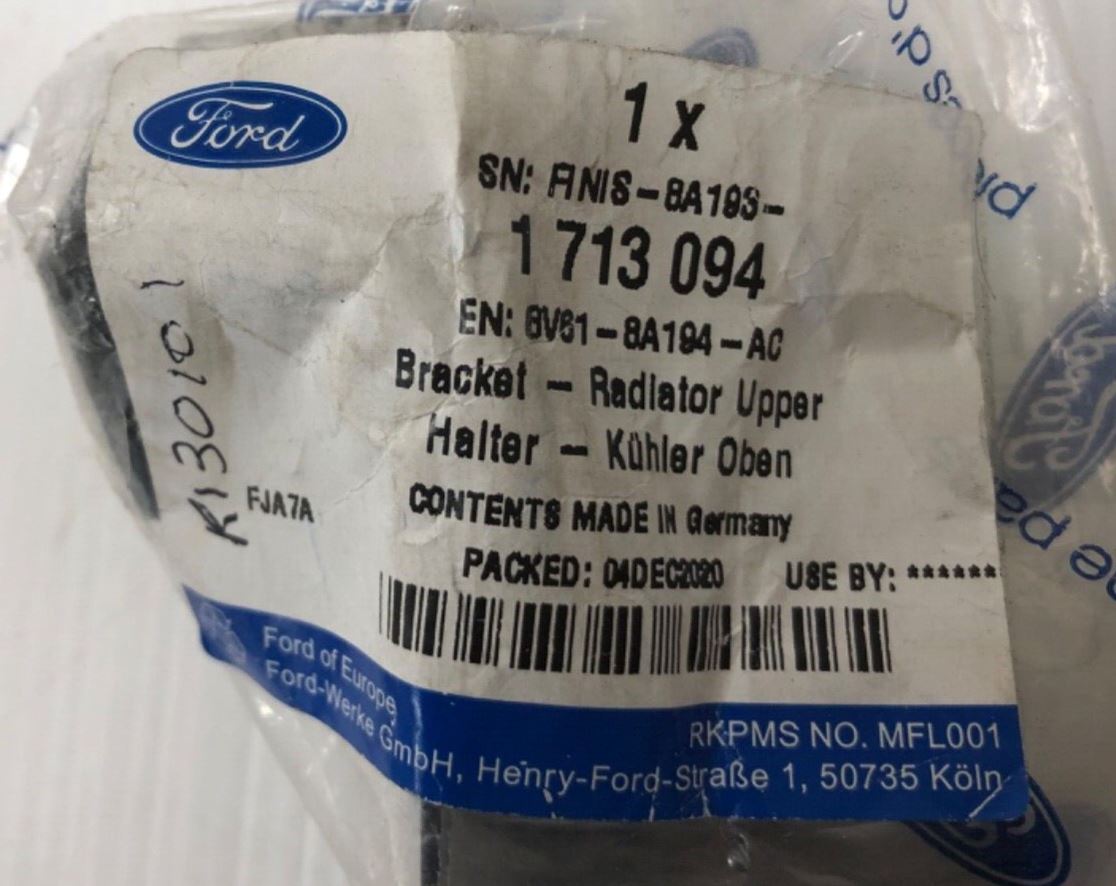 Ford
1 x
SN: FINIS-8A193-
1 713 094
EN: 8V61-8A194-AC
Bracket - Radiator Upper
Halter - Kühler Oben
R130101
FJA7A
CONTENTS MADE IN Germany
PACKED: 04DEC2020 USE BY: ******
Ford of Europe
RKPMS NO. MFL001
Ford-Werke GmbH, Henry-Ford-Straße 1, 50735 Köln